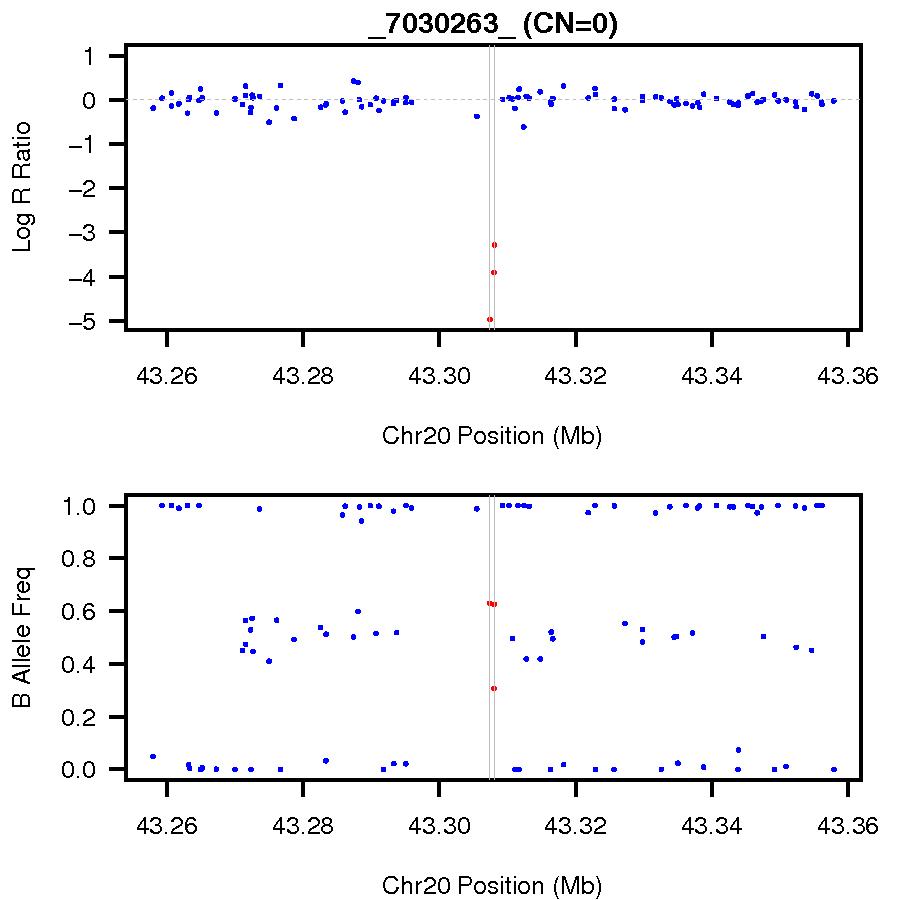 _7030263_ (CN=0)
1
0
−1
−2
−3
−4
−5
Log R Ratio
43.26 43.28 43.30 43.32 43.34 43.36
Chr20 Position (Mb)
1.0
0.8
0.6
0.4
0.2
0.0
B Allele Freq
43.26 43.28 43.30 43.32 43.34 43.36
Chr20 Position (Mb)